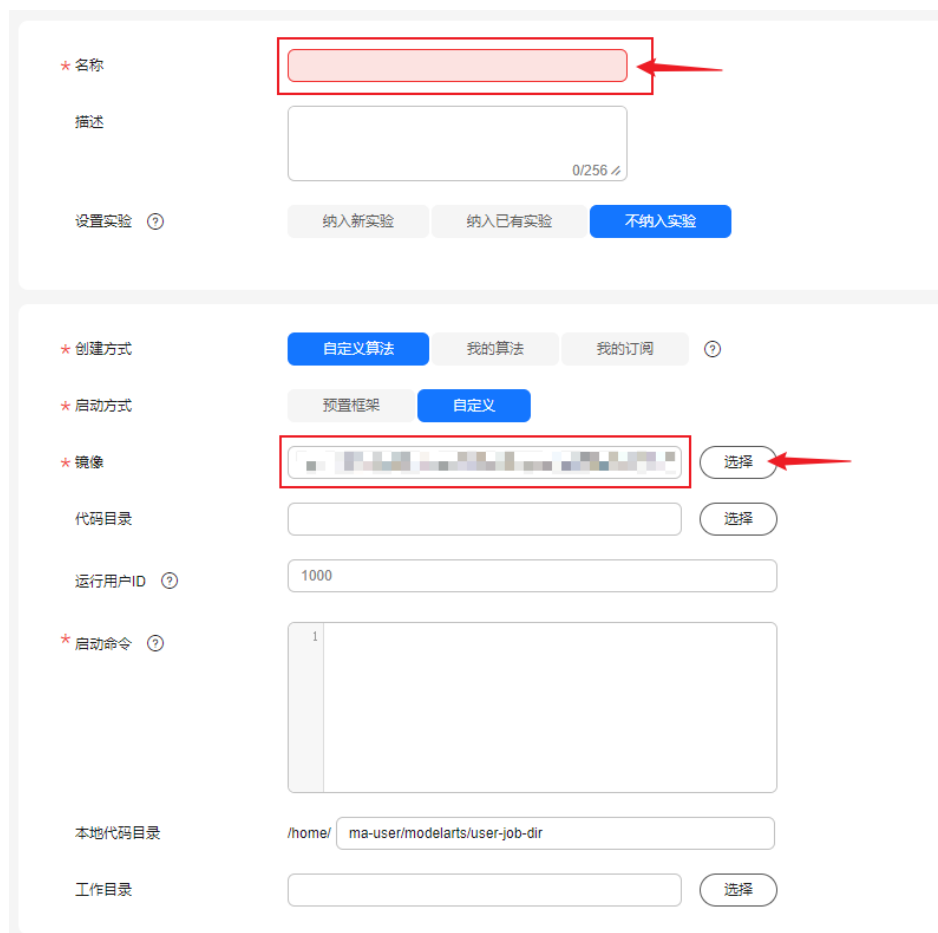 * 名称
描述
0/256
设置实验 ? 纳入新实验 纳入已有实验 不纳入实验
* 创建方式 自定义算法 我的算法 我的订阅 ?
* 启动方式 预置框架 自定义
* 镜像 选择
代码目录 选择
运行用户ID ? 1000
* 启动命令 ? 1
本地代码目录 /home/ ma-user/modelarts/user-job-dir
工作目录 选择